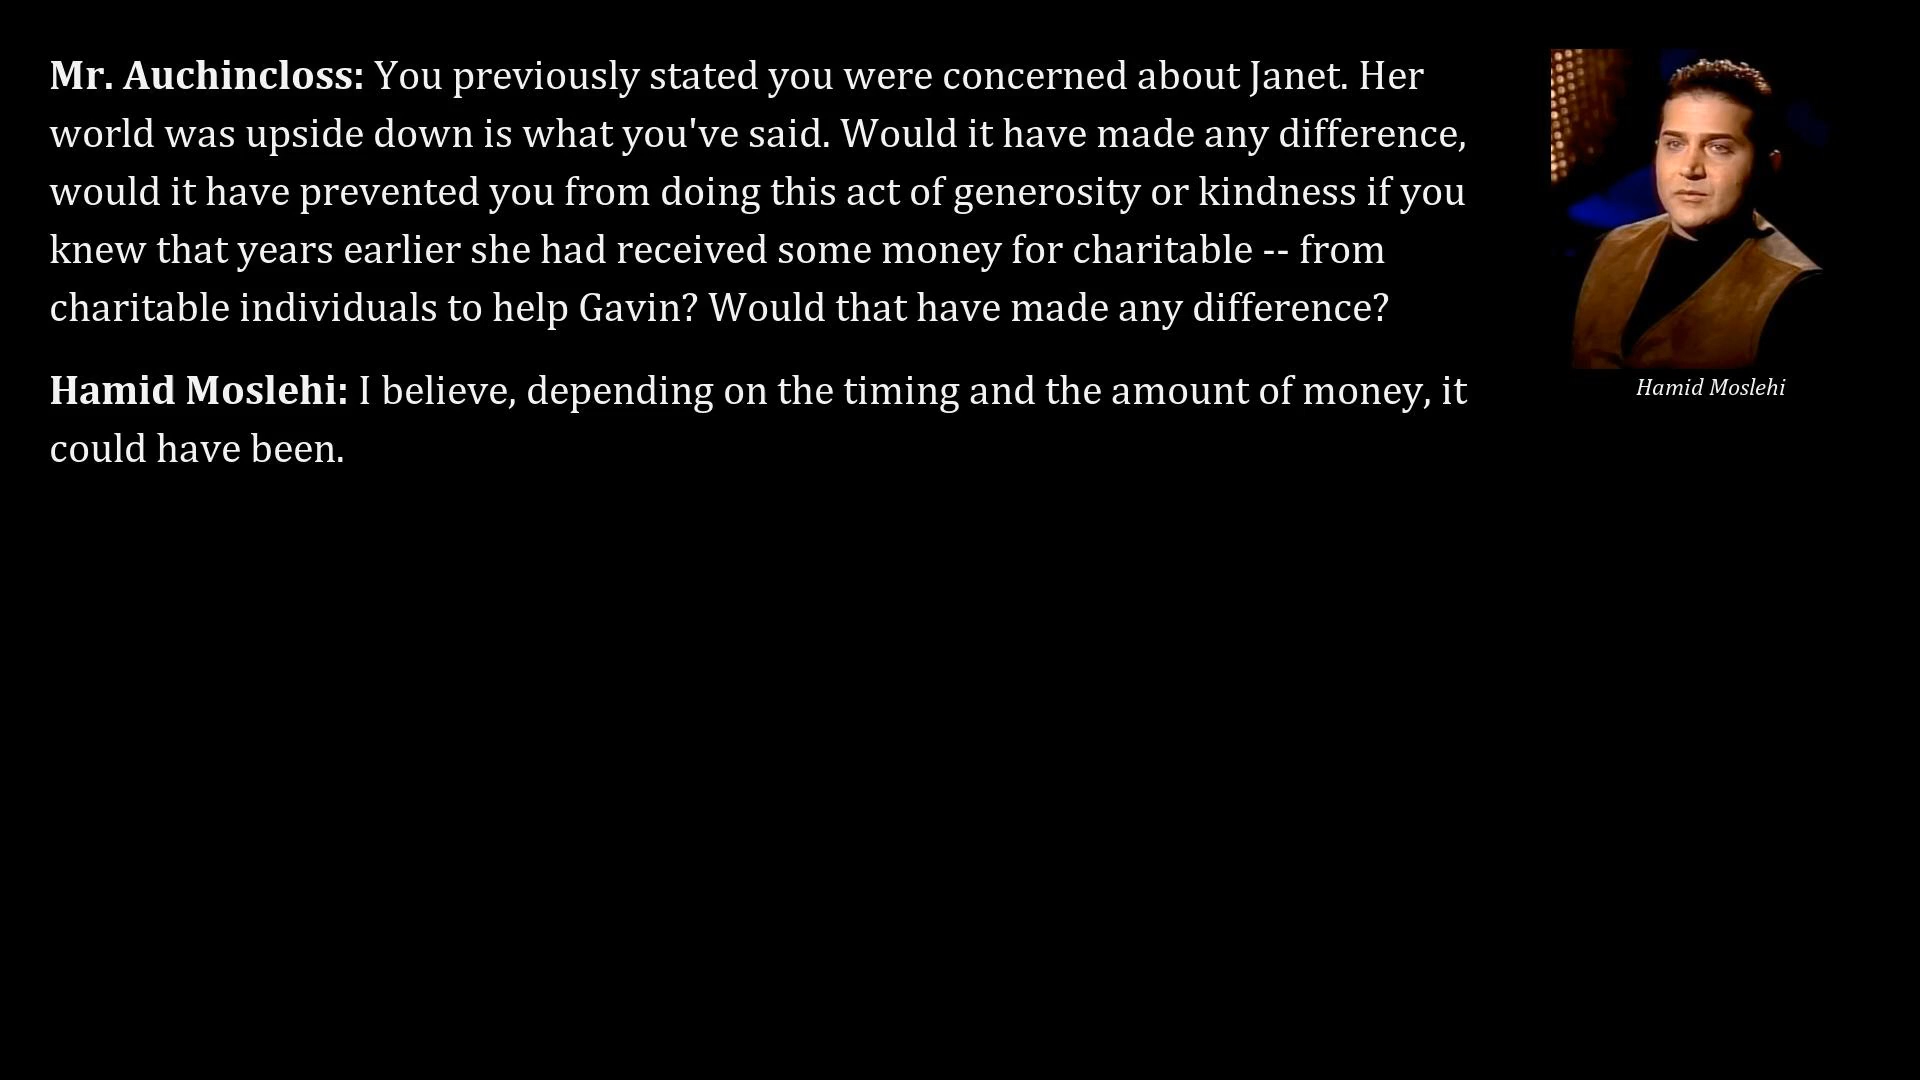 Mr. Auchincloss: You previously stated you were concerned about Janet. Her
world was upside down is what you've said. Would it have made any difference,
would it have prevented you from doing this act of generosity or kindness if you
knew that years earlier she had received some money for charitable -- from
charitable individuals to help Gavin? Would that have made any difference?
Hamid Moslehi: I believe, depending on the timing and the amount of money, it
could have been.
Hamid Moslehi